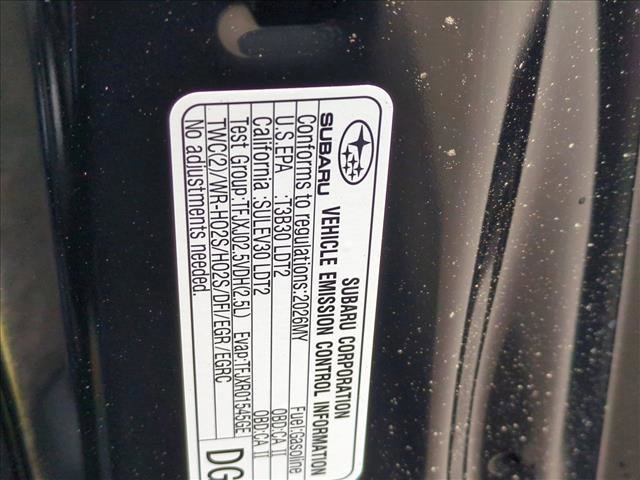 SUBARU CORPORATION
SUBARU VEHICLE EMISSION CONTROL INFORMATION
Conforms to regulations:2026MY Fuel:Gasoline
U.S.EPA :T3B30 LDT2 OBD:CA II
California :SULEV30 LDT2 OBD:CA II
Test Group:TFJXJ02.5VDH(2.5L) Evap:TFJXR01545GE
TWC(2)/WR-HO2S/HO2S/DFI/EGR/EGRC
No adjustments needed.
DG